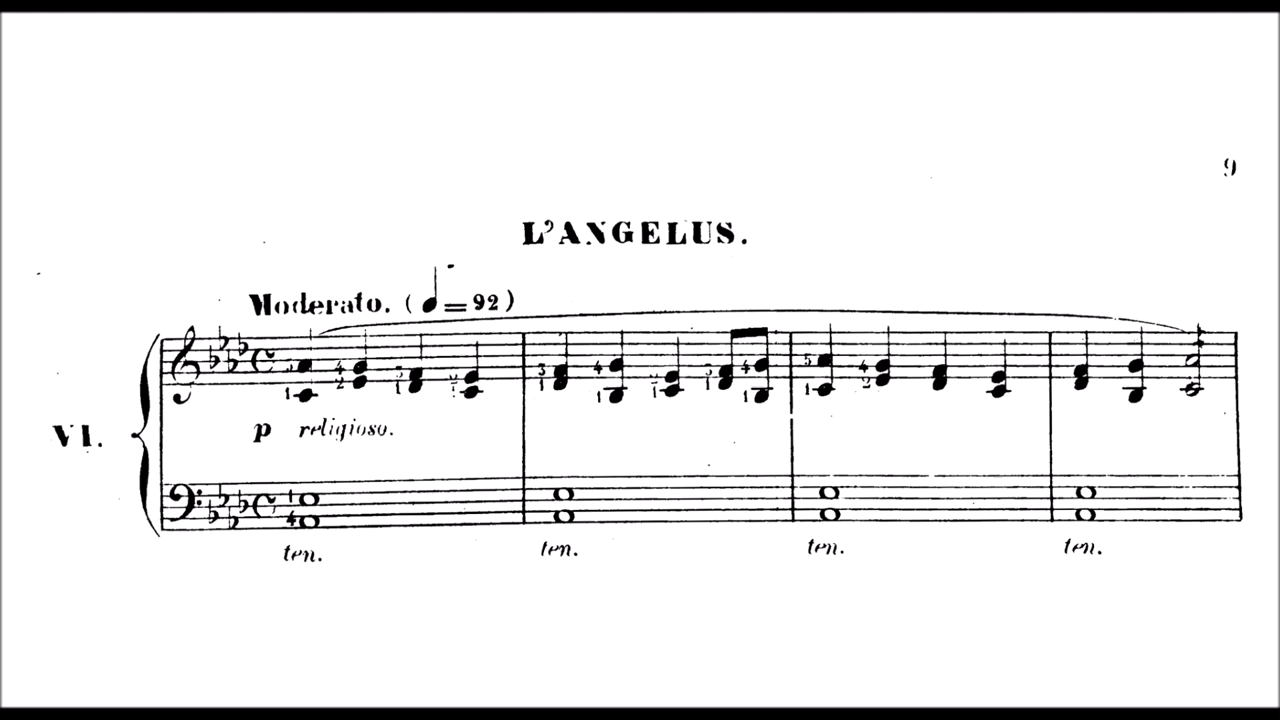 9
L'ANGELUS.
Moderato. (♩=92)
VI.
p religioso.
ten. ten. ten. ten.